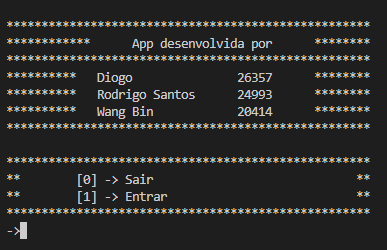 ****************************************************
************      App desenvolvida por      ********
****************************************************
**********   Diogo               26357      ********
**********   Rodrigo Santos      24993      ********
**********   Wang Bin            20414      ********
****************************************************
****************************************************
**        [0] -> Sair                             **
**        [1] -> Entrar                           **
****************************************************
->